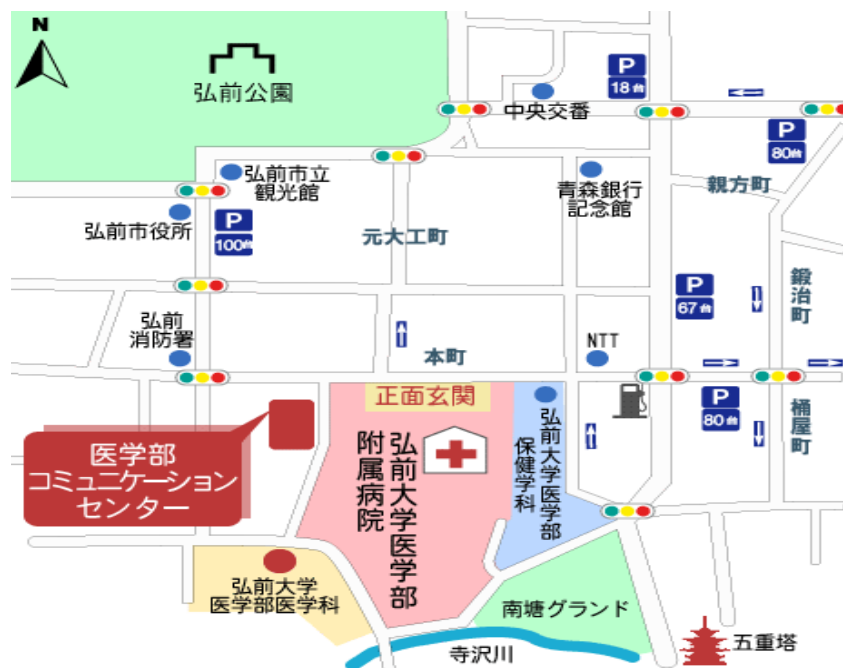 N
弘前公園
P
18台
中央交番
P
80台
弘前市立
観光館
青森銀行
記念館
親方町
弘前市役所
P
100台
元大工町
鍛治町
P
67台
弘前
消防署
本町
NTT
正面玄関
P
80台
桶屋町
医学部
コミュニケーション
センター
弘前大学医学部
附属病院
弘前大学医学部
保健学科
弘前大学
医学部医学科
南塘グランド
寺沢川
五重塔